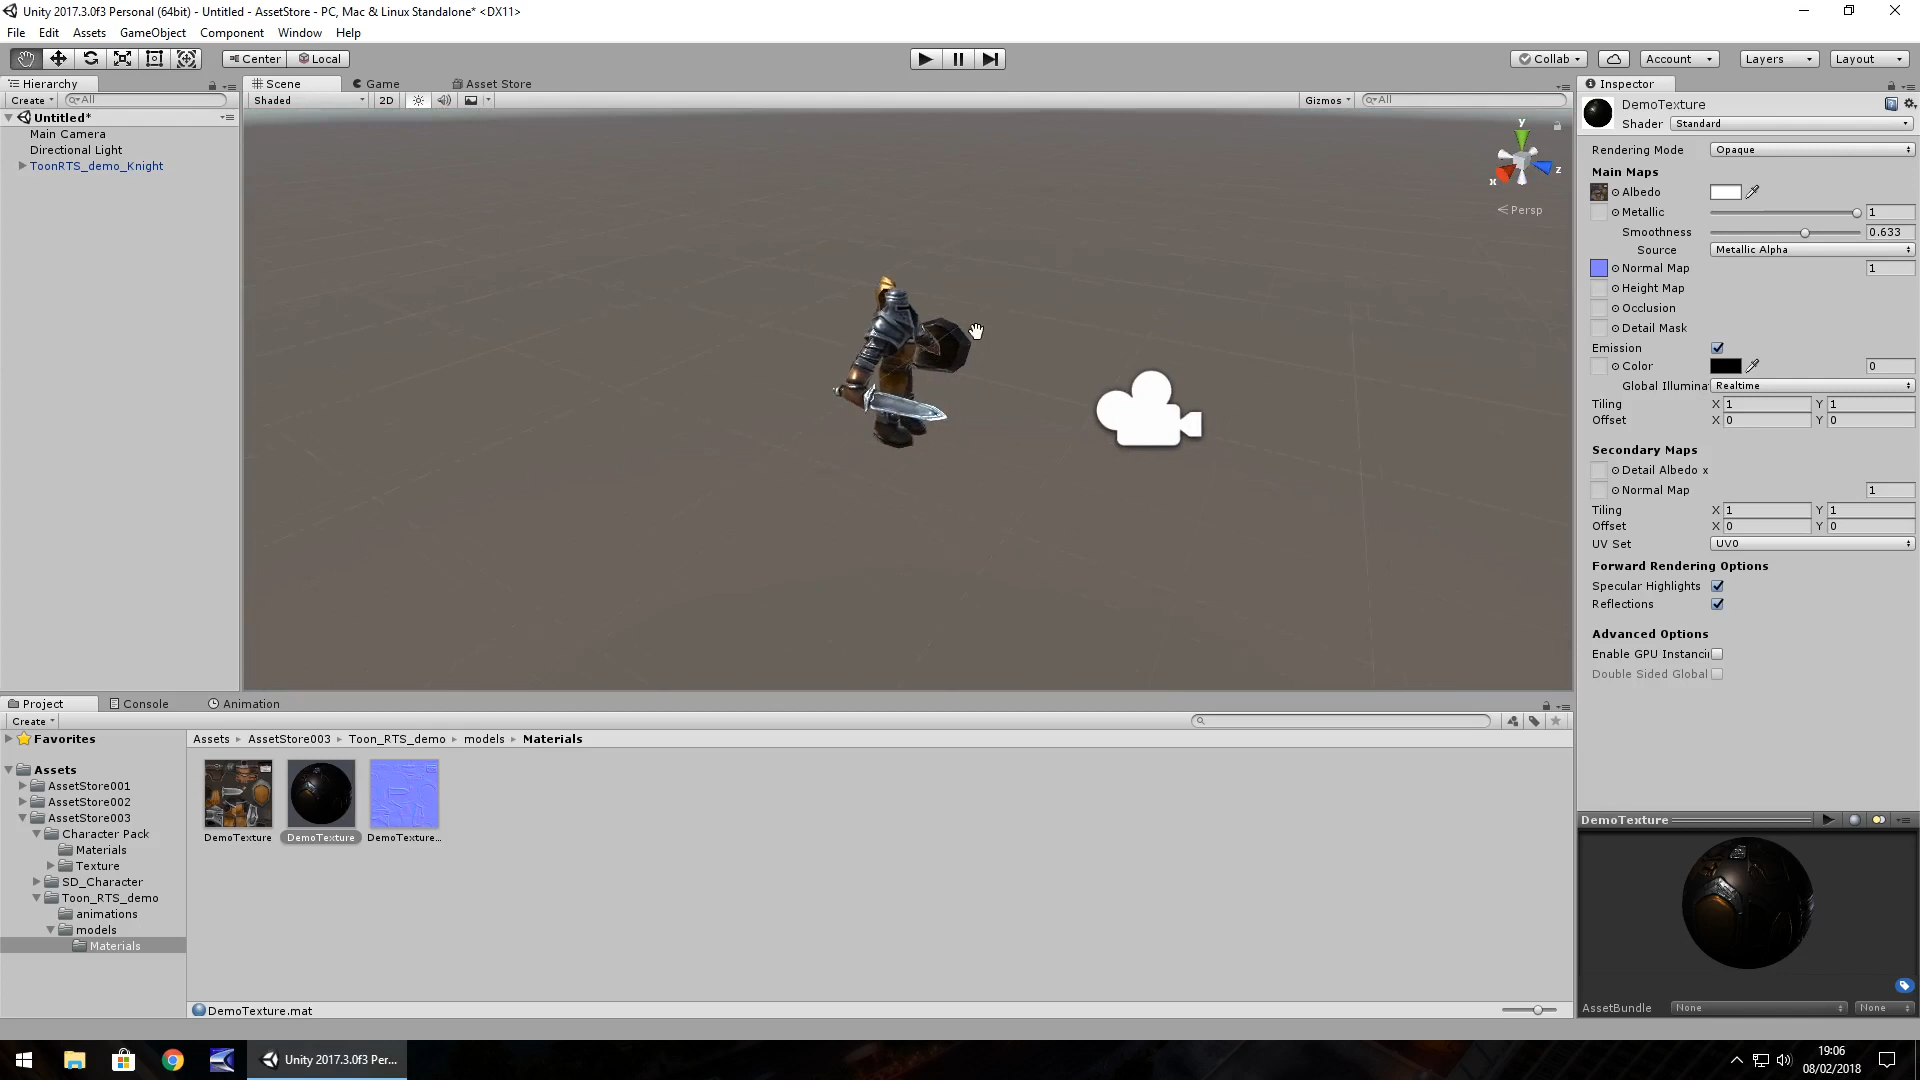 Unity 2017.3.0f3 Personal (64bit) - Untitled - AssetStore - PC, Mac & Linux Standalone* <DX11>
File Edit Assets GameObject Component Window Help
Center Local Collab Account Layers Layout
Hierarchy Scene Game Asset Store Inspector
Create All Shaded 2D Gizmos All
Untitled*
Main Camera
Directional Light
ToonRTS_demo_Knight
y
x
z
Persp
DemoTexture
Shader Standard
Rendering Mode Opaque
Main Maps
Albedo
Metallic 1
Smoothness 0.633
Source Metallic Alpha
Normal Map 1
Height Map
Occlusion
Detail Mask
Emission
Color 0
Global Illumina Realtime
Tiling X 1 Y 1
Offset X 0 Y 0
Secondary Maps
Detail Albedo x
Normal Map 1
Tiling X 1 Y 1
Offset X 0 Y 0
UV Set UV0
Forward Rendering Options
Specular Highlights
Reflections
Advanced Options
Enable GPU Instancin
Double Sided Global
Project Console Animation
Create
Favorites
Assets
AssetStore001
AssetStore002
AssetStore003
Character Pack
Materials
Texture
SD_Character
Toon_RTS_demo
animations
models
Materials
Assets AssetStore003 Toon_RTS_demo models Materials
DemoTexture DemoTexture DemoTexture...
DemoTexture.mat
DemoTexture
AssetBundle None None
Unity 2017.3.0f3 Per...
19:06
08/02/2018